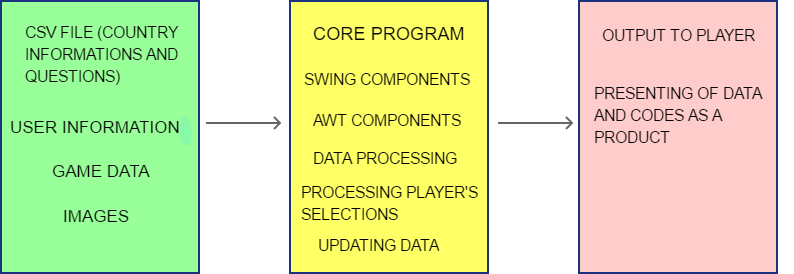 CSV FILE (COUNTRY
INFORMATIONS AND
QUESTIONS)
USER INFORMATION
GAME DATA
IMAGES
CORE PROGRAM
SWING COMPONENTS
AWT COMPONENTS
DATA PROCESSING
PROCESSING PLAYER'S
SELECTIONS
UPDATING DATA
OUTPUT TO PLAYER
PRESENTING OF DATA
AND CODES AS A
PRODUCT